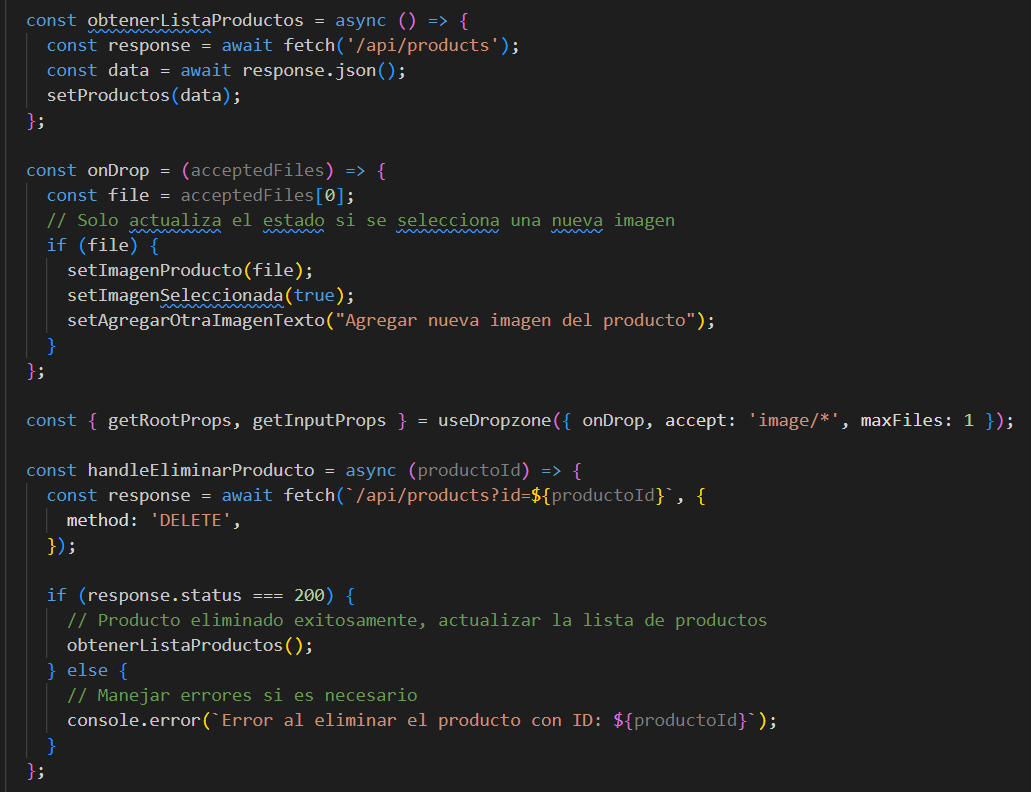 const obtenerListaProductos = async () => {
const response = await fetch('/api/products');
const data = await response.json();
setProductos(data);
};
const onDrop = (acceptedFiles) => {
const file = acceptedFiles[0];
// Solo actualiza el estado si se selecciona una nueva imagen
if (file) {
setImagenProducto(file);
setImagenSeleccionada(true);
setAgregarOtraImagenTexto("Agregar nueva imagen del producto");
}
};
const { getRootProps, getInputProps } = useDropzone({ onDrop, accept: 'image/*', maxFiles: 1 });
const handleEliminarProducto = async (productoId) => {
const response = await fetch(`/api/products?id=${productoId}`, {
method: 'DELETE',
});
if (response.status === 200) {
// Producto eliminado exitosamente, actualizar la lista de productos
obtenerListaProductos();
} else {
// Manejar errores si es necesario
console.error(`Error al eliminar el producto con ID: ${productoId}`);
}
};